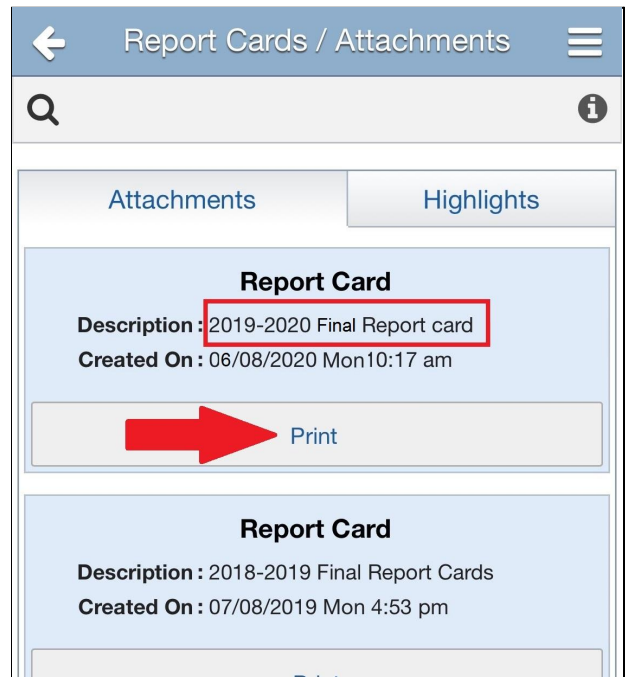 Report Cards / Attachments
Attachments Highlights
Report Card
Description : 2019-2020 Final Report card
Created On : 06/08/2020 Mon10:17 am
Print
Report Card
Description : 2018-2019 Final Report Cards
Created On : 07/08/2019 Mon 4:53 pm